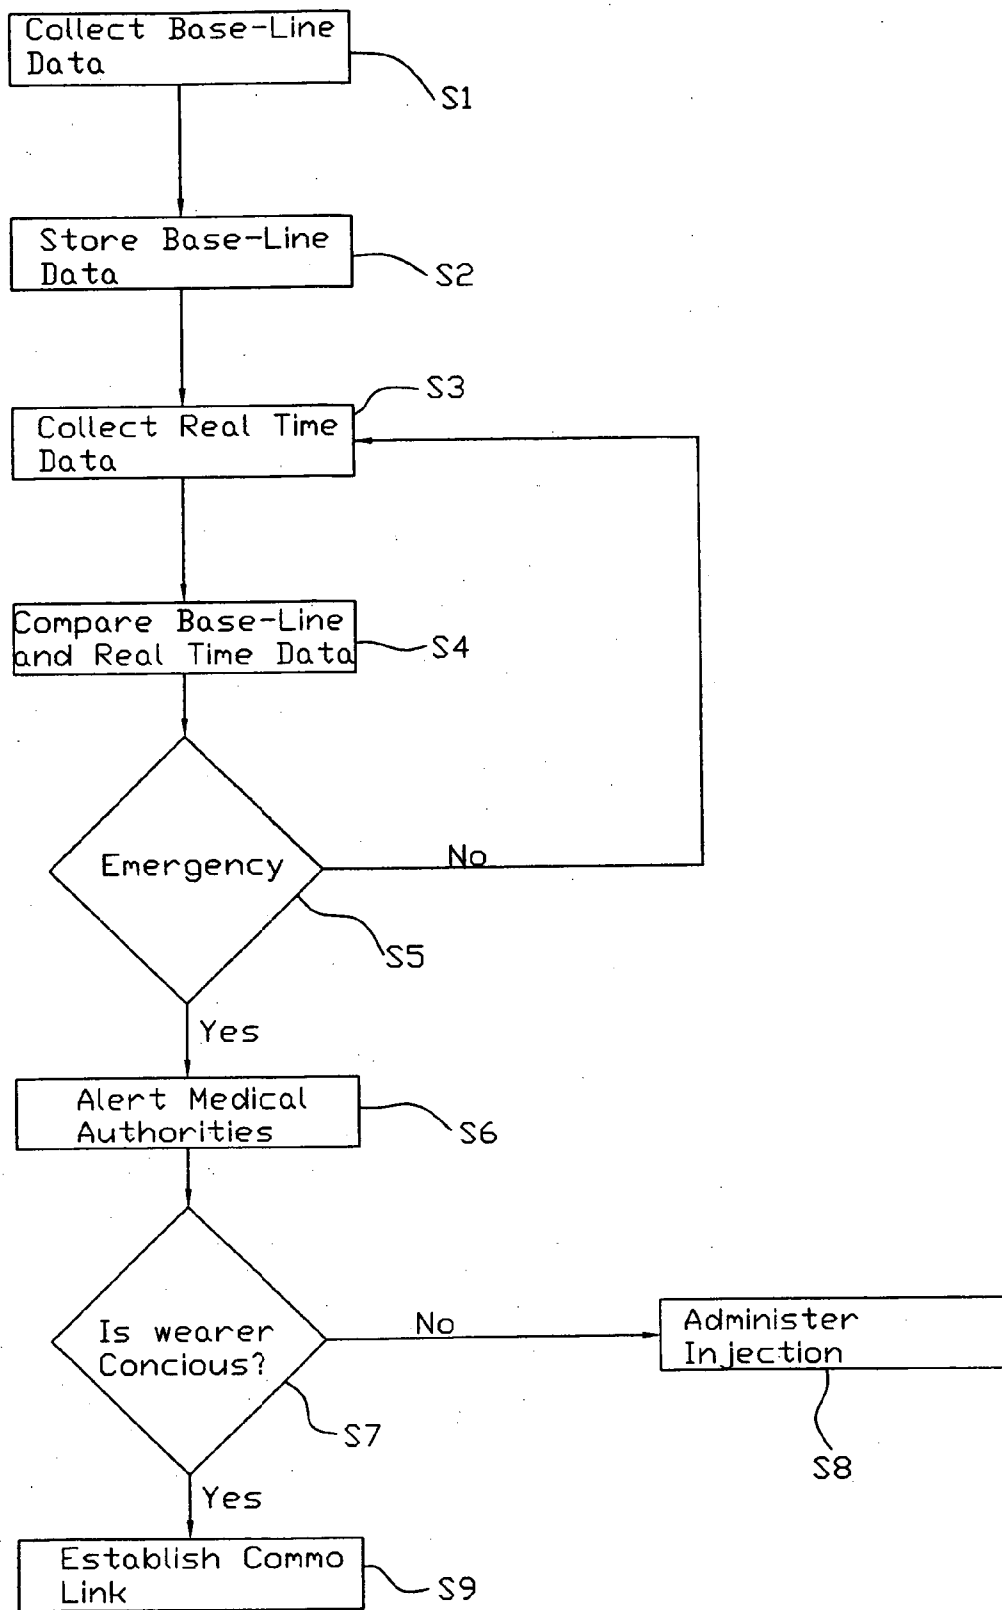 Collect Base-Line
Data
S1
Store Base-Line
Data
S2
S3
Collect Real Time
Data
Compare Base-Line
and Real Time Data
S4
Emergency
No
S5
Yes
Alert Medical
Authorities
S6
Is wearer
Concious?
No
Administer
Injection
S7
S8
Yes
Establish Commo
Link
S9